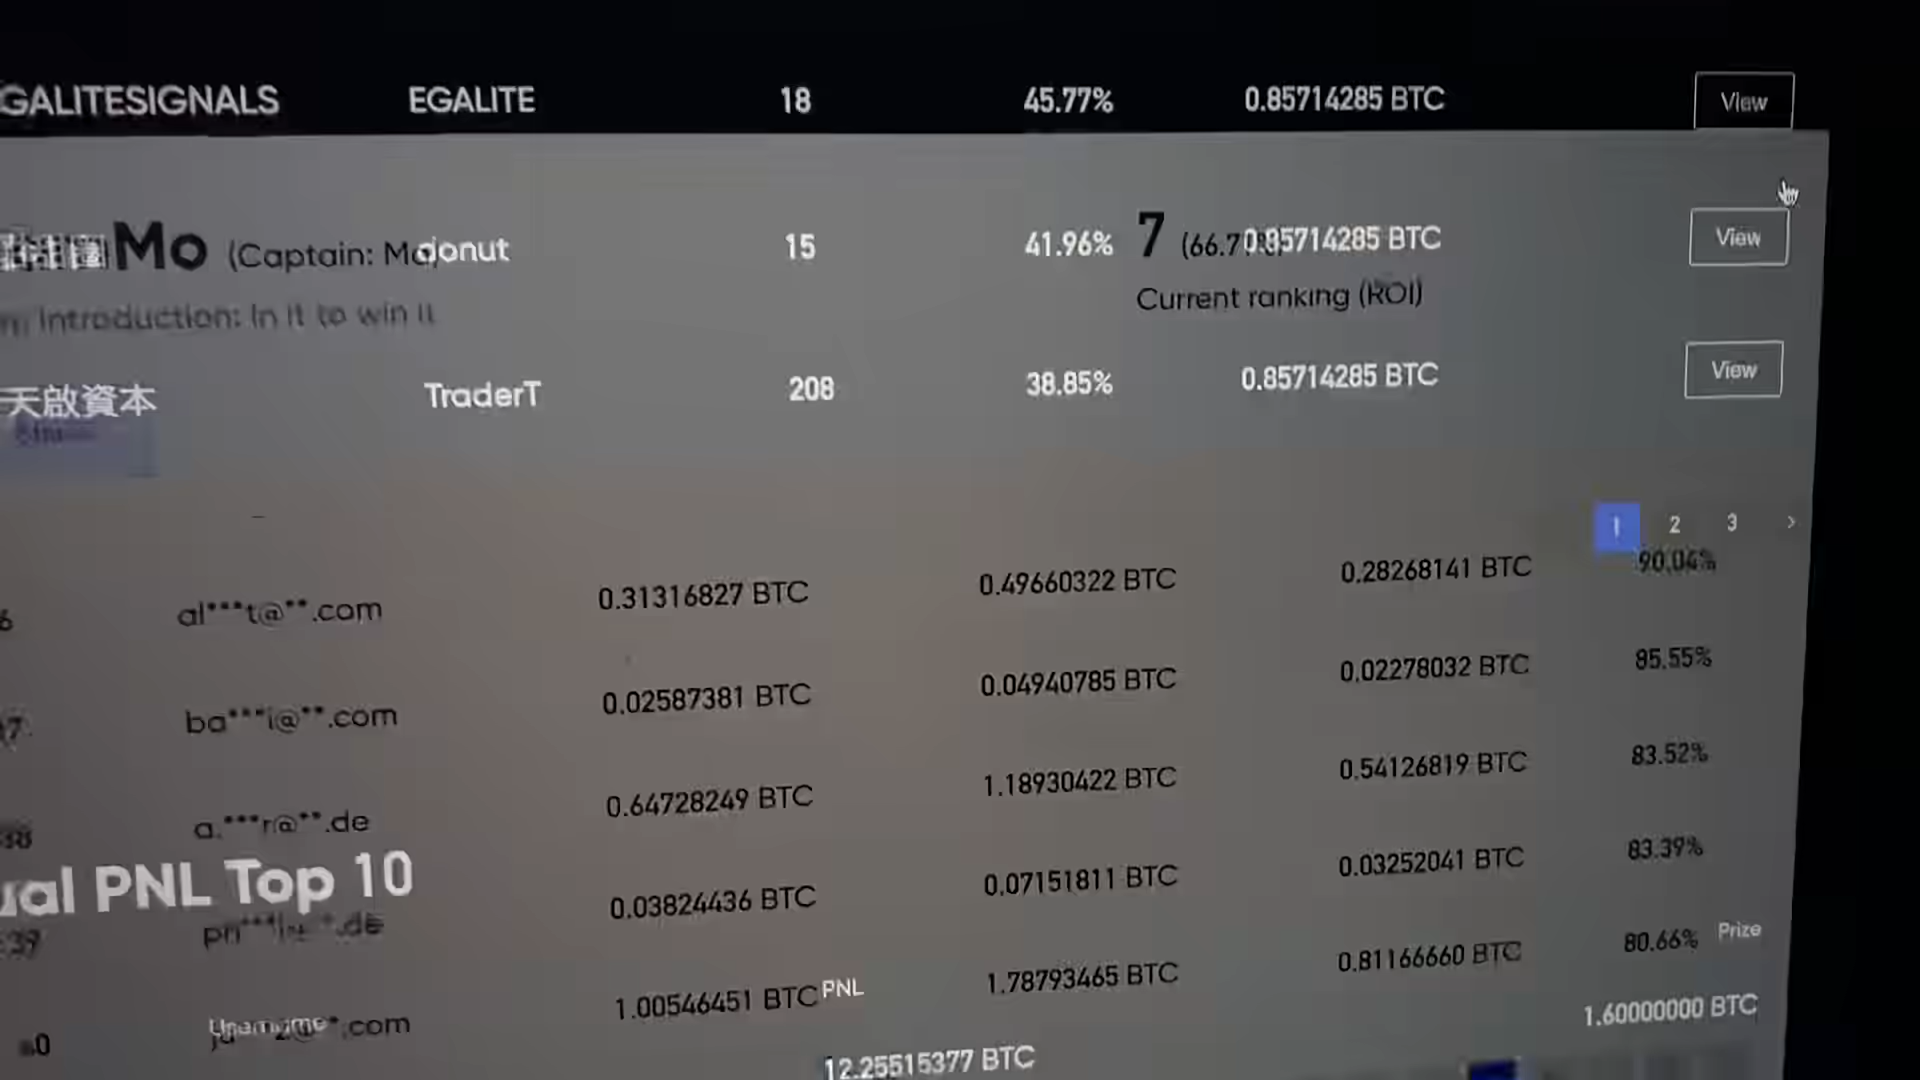 GALITESIGNALS EGALITE 18 45.77% 0.85714285 BTC View
Mo (Captain: Mo) donut 15 41.96% 7 (66.7 0.85714285 BTC View
Introduction: In it to win it Current ranking (ROI)
天啟資本 TraderT 208 38.85% 0.85714285 BTC View
1 2 3 >
6 al***t@**.com 0.31316827 BTC 0.49660322 BTC 0.28268141 BTC 90.04%
ba***i@**.com 0.02587381 BTC 0.04940785 BTC 0.02278032 BTC 85.55%
a.***r@**.de 0.64728249 BTC 1.18930422 BTC 0.54126819 BTC 83.52%
ual PNL Top 10
39 0.03824436 BTC 0.07151811 BTC 0.03252041 BTC 83.39%
Username .com 1.00546451 BTC 1.78793465 BTC 0.81166660 BTC 80.66%
PNL Prize
12.25515377 BTC 1.60000000 BTC